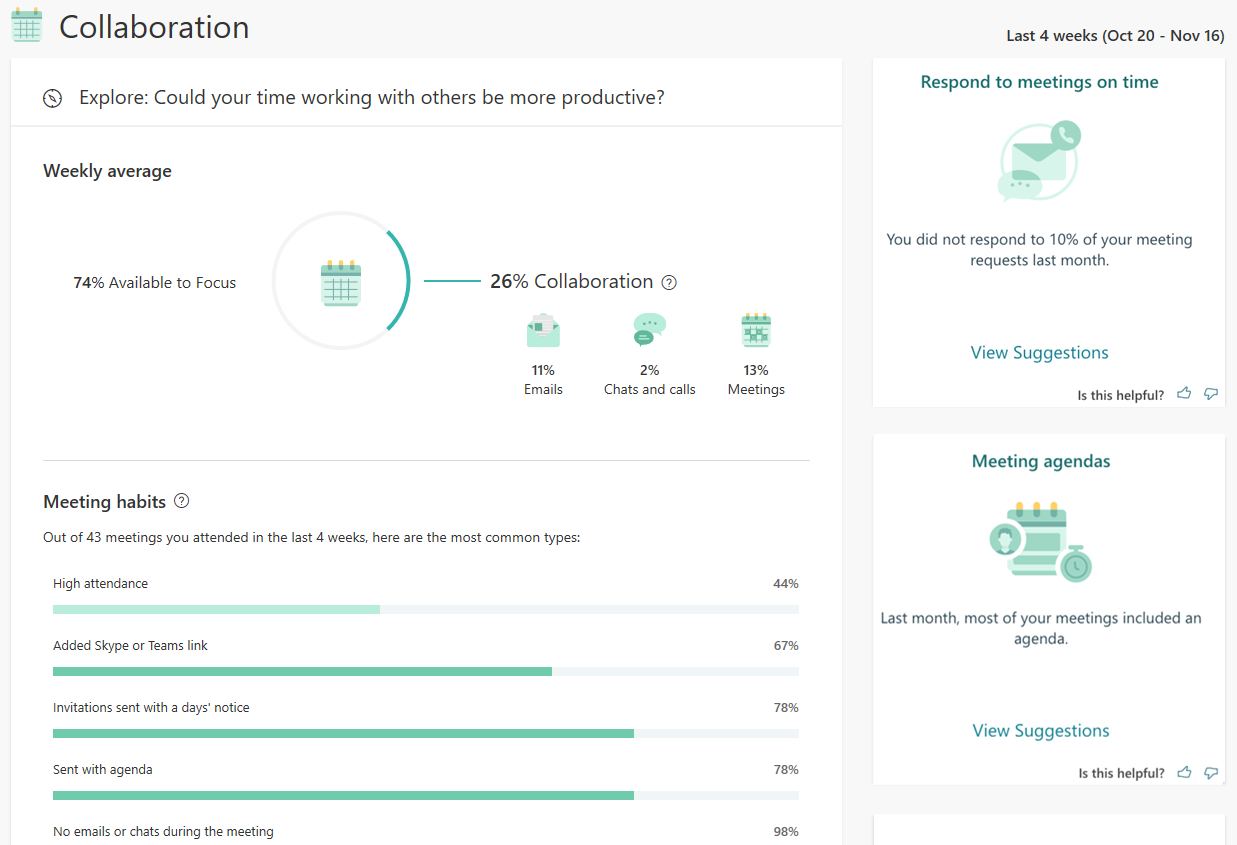 Collaboration
Last 4 weeks (Oct 20 - Nov 16)
Explore: Could your time working with others be more productive?
Weekly average
74% Available to Focus
26% Collaboration ?
11%
Emails
2%
Chats and calls
13%
Meetings
Meeting habits ?
Out of 43 meetings you attended in the last 4 weeks, here are the most common types:
High attendance 44%
Added Skype or Teams link 67%
Invitations sent with a days' notice 78%
Sent with agenda 78%
No emails or chats during the meeting 98%
Respond to meetings on time
You did not respond to 10% of your meeting
requests last month.
View Suggestions
Is this helpful?
Meeting agendas
Last month, most of your meetings included an
agenda.
View Suggestions
Is this helpful?